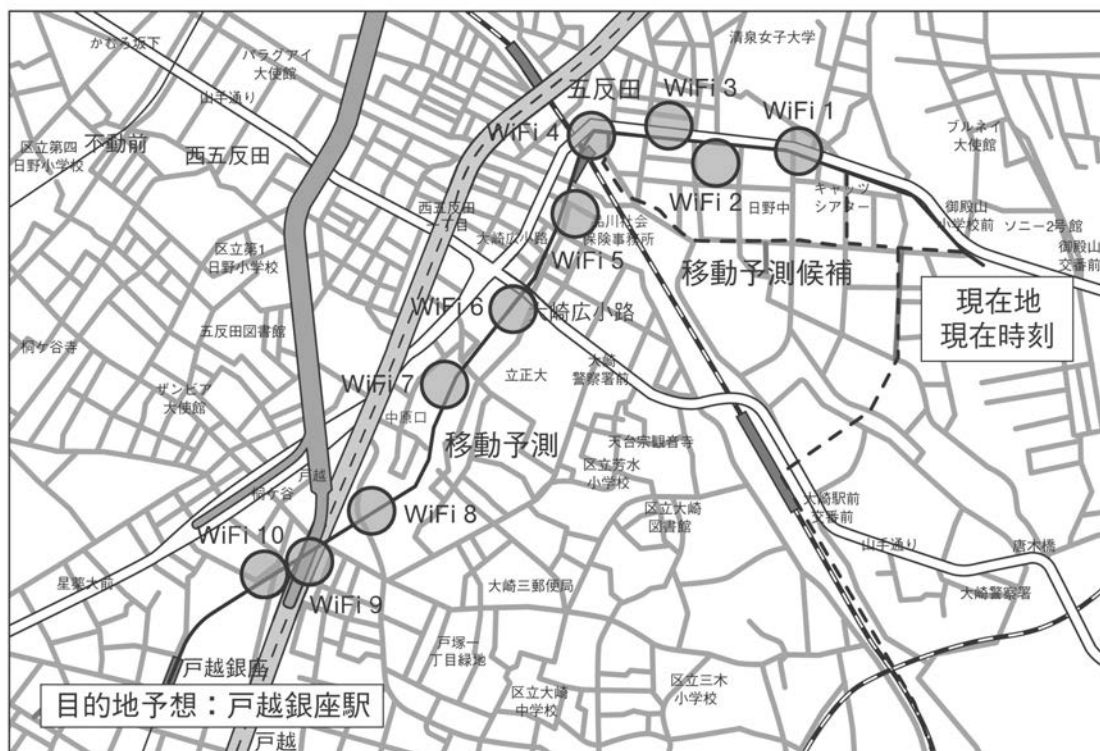 かむろ坂下
パラグアイ
大使館
山手通り
清泉女子大学
五反田
WiFi 3
WiFi 1
WiFi 4
区立第四
日野小学校
不動前
西五反田
ブルネイ
大使館
WiFi 2
キャッツ
シアター
日野中
西五反田
一丁目
大崎広小路
品川社会
保険事務所
御殿山
小学校前
ソニー2号館
御殿山
交番前
区立第1
日野小学校
WiFi 5
移動予測候補
WiFi 6
大崎広小路
現在地
現在時刻
五反田図書館
桐ケ谷寺
WiFi 7
立正大
大崎
警察署前
ザンビア
大使館
中原口
移動予測
天台宗観音寺
区立芳水
小学校
戸越
桐ケ谷
WiFi 8
区立大崎
図書館
大崎駅前
交番前
WiFi 10
山手通り
唐木橋
星薬大前
WiFi 9
大崎三郵便局
大崎警察署
戸塚一
丁目緑地
戸越銀座
区立三木
小学校
目的地予想：戸越銀座駅
区立大崎
中学校
戸越